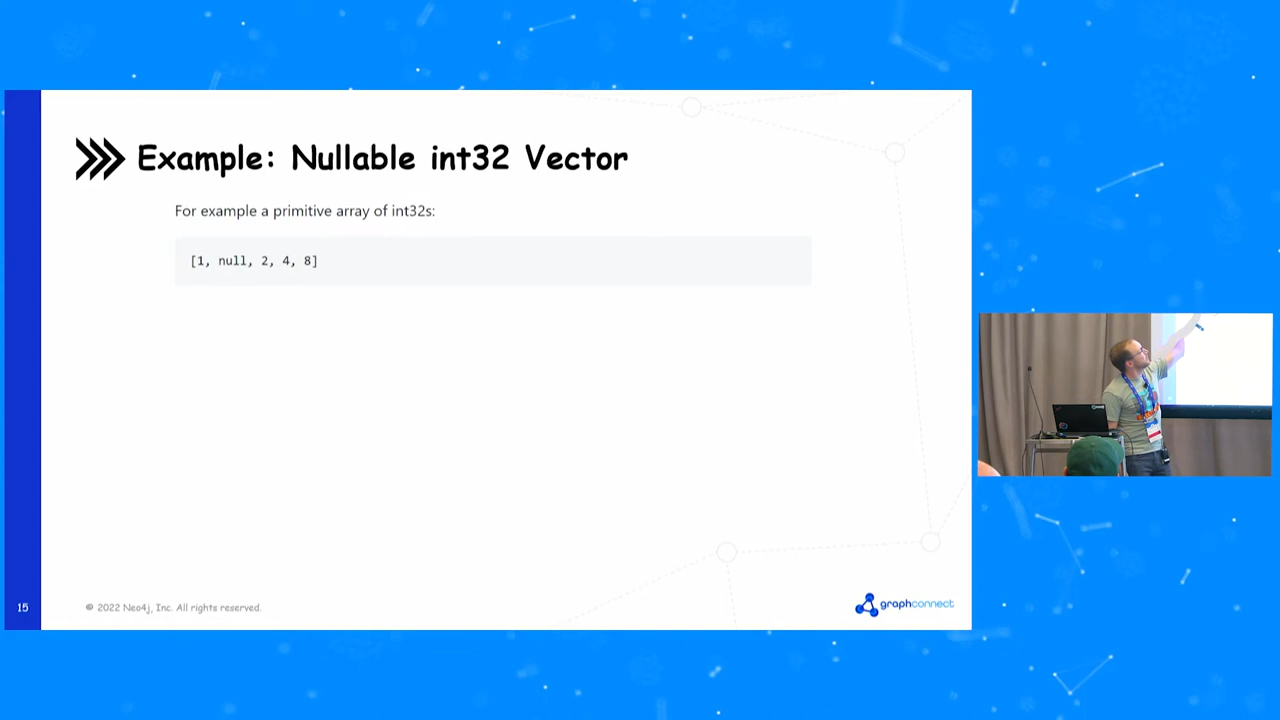 Example: Nullable int32 Vector
For example a primitive array of int32s:
[1, null, 2, 4, 8]
15
© 2022 Neo4j, Inc. All rights reserved.
graphconnect